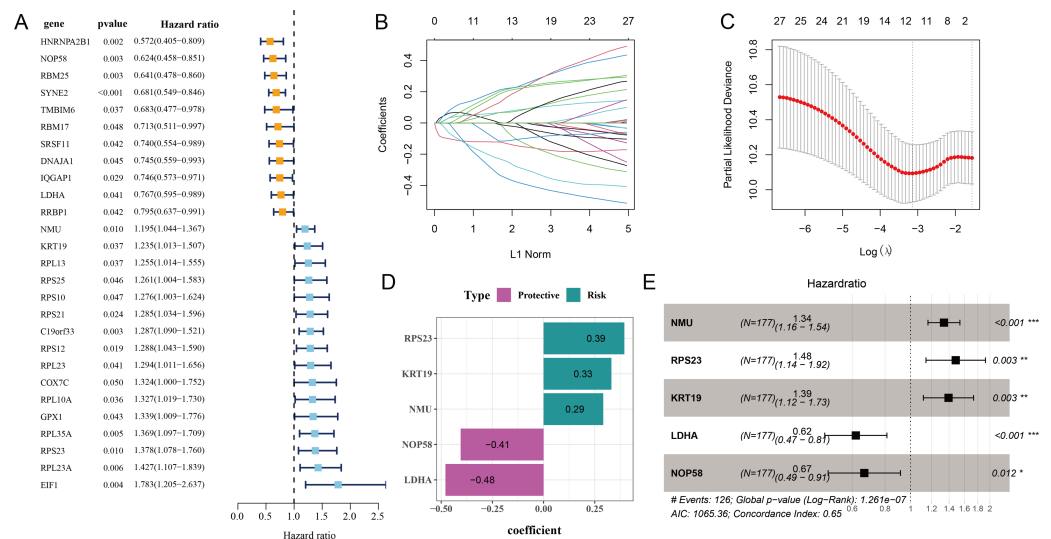 A
gene pvalue Hazard ratio
HNRNPA2B1 0.002 0.572(0.405-0.809)
NOP58 0.003 0.624(0.458-0.851)
RBM25 0.003 0.641(0.478-0.860)
SYNE2 <0.001 0.681(0.549-0.846)
TMBIM6 0.037 0.683(0.477-0.978)
RBM17 0.048 0.713(0.511-0.997)
SRSF11 0.042 0.740(0.554-0.989)
DNAJA1 0.045 0.745(0.559-0.993)
IQGAP1 0.029 0.746(0.573-0.971)
LDHA 0.041 0.767(0.595-0.989)
RRBP1 0.042 0.795(0.637-0.991)
NMU 0.010 1.195(1.044-1.367)
KRT19 0.037 1.235(1.013-1.507)
RPL13 0.037 1.255(1.014-1.555)
RPS25 0.046 1.261(1.004-1.583)
RPS10 0.047 1.276(1.003-1.624)
RPS21 0.024 1.285(1.034-1.596)
C19orf33 0.003 1.287(1.090-1.521)
RPS12 0.019 1.288(1.043-1.590)
RPL23 0.041 1.294(1.011-1.656)
COX7C 0.050 1.324(1.000-1.752)
RPL10A 0.036 1.327(1.019-1.730)
GPX1 0.043 1.339(1.009-1.776)
RPL35A 0.005 1.369(1.097-1.709)
RPS23 0.010 1.378(1.078-1.760)
RPL23A 0.006 1.427(1.107-1.839)
EIF1 0.004 1.783(1.205-2.637)
0.0 0.5 1.0 1.5 2.0 2.5
Hazard ratio
B
0 11 13 19 23 27
Coefficients
0.4
0.2
0.0
−0.2
−0.4
0 1 2 3 4 5
L1 Norm
C
27 25 24 21 19 14 12 11 8 2
Partial Likelihood Deviance
10.8
10.6
10.4
10.2
10.0
−6 −5 −4 −3 −2
Log (λ)
D
Type Protective Risk
RPS23 0.39
KRT19 0.33
NMU 0.29
NOP58 −0.41
LDHA −0.48
−0.50 −0.25 0.00 0.25
coefficient
E
Hazardratio
NMU (N=177) 1.34 (1.16 − 1.54) <0.001 ***
RPS23 (N=177) 1.48 (1.14 − 1.92) 0.003 **
KRT19 (N=177) 1.39 (1.12 − 1.73) 0.003 **
LDHA (N=177) 0.62 (0.47 − 0.81) <0.001 ***
NOP58 (N=177) 0.67 (0.49 − 0.91) 0.012 *
# Events: 126; Global p-value (Log−Rank): 1.261e−07
AIC: 1065.36; Concordance Index: 0.65
0.6 0.8 1 1.2 1.4 1.6 1.8 2